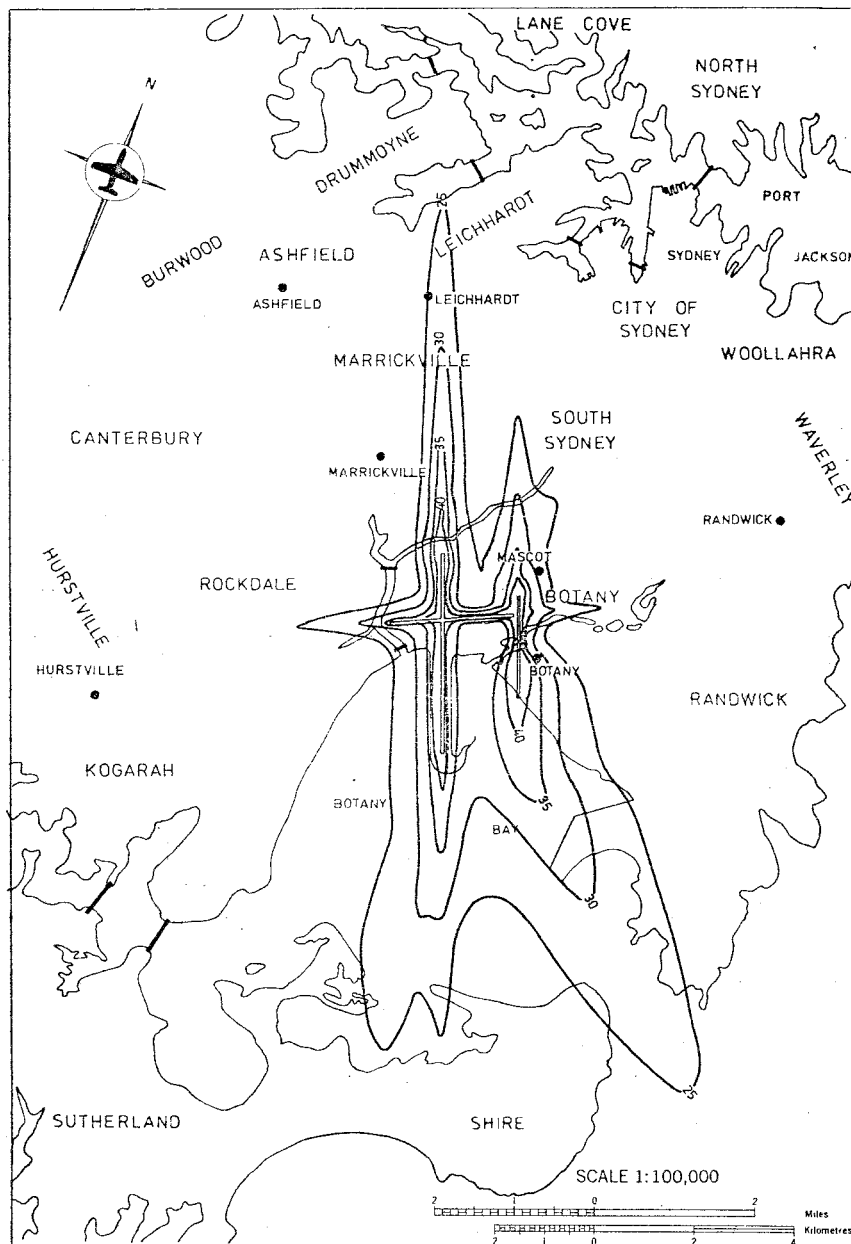 LANE COVE
NORTH
SYDNEY
N
DRUMMOYNE
PORT
25
LEICHHARDT
BURWOOD
ASHFIELD
SYDNEY
JACKSON
ASHFIELD
LEICHHARDT
CITY OF
SYDNEY
30
MARRICKVILLE
WOOLLAHRA
SOUTH
SYDNEY
CANTERBURY
35
WAVERLEY
MARRICKVILLE
40
RANDWICK
MASCOT
HURSTVILLE
ROCKDALE
BOTANY
HURSTVILLE
BOTANY
RANDWICK
40
KOGARAH
BOTANY
35
BAY
30
25
SUTHERLAND
SHIRE
SCALE 1:100,000
2 1 0 2
Miles
Kilometres
2 1 0 2 4